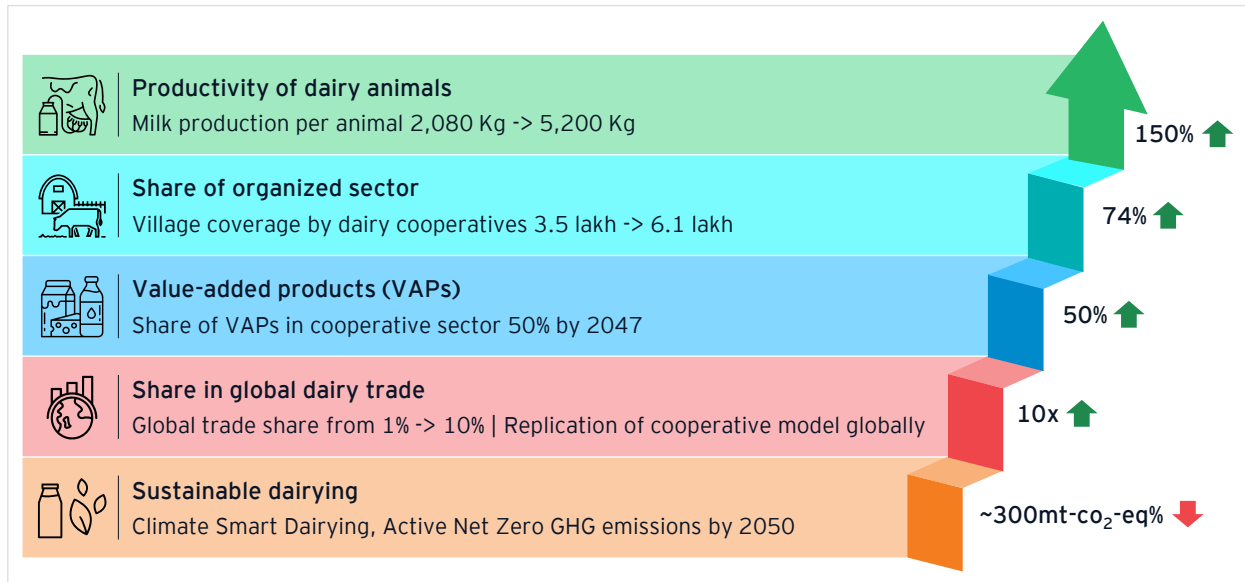 Productivity of dairy animals
Milk production per animal 2,080 Kg -> 5,200 Kg
150%
Share of organized sector
Village coverage by dairy cooperatives 3.5 lakh -> 6.1 lakh
74%
Value-added products (VAPs)
Share of VAPs in cooperative sector 50% by 2047
50%
Share in global dairy trade
Global trade share from 1% -> 10% | Replication of cooperative model globally
10x
Sustainable dairying
Climate Smart Dairying, Active Net Zero GHG emissions by 2050
~300mt-co₂-eq%